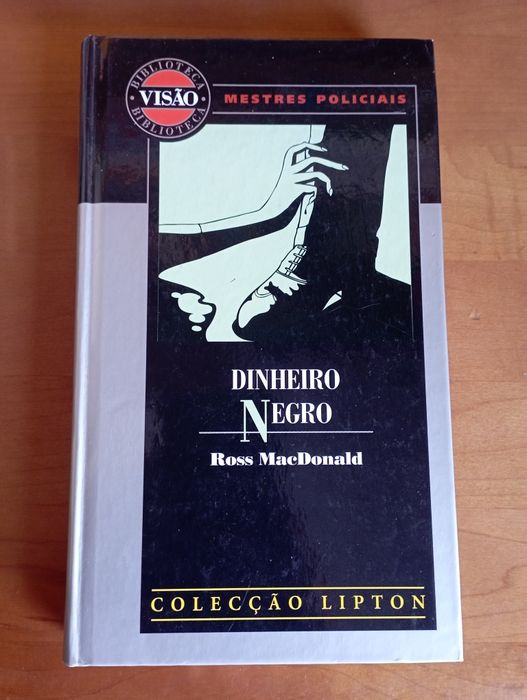 BIBLIOTECA
VISÃO
BIBLIOTECA
MESTRES POLICIAIS
DINHEIRO
NEGRO
ROSS MACDONALD
COLECÇÃO LIPTON